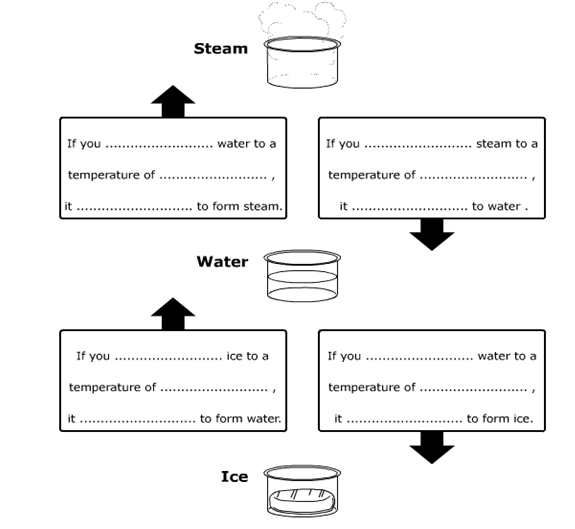 Steam
If you .......................... water to a
temperature of .......................... ,
it ............................ to form steam.
If you .......................... steam to a
temperature of .......................... ,
it ............................ to water .
Water
If you .......................... ice to a
temperature of .......................... ,
it ............................ to form water.
If you .......................... water to a
temperature of .......................... ,
it ............................ to form ice.
Ice